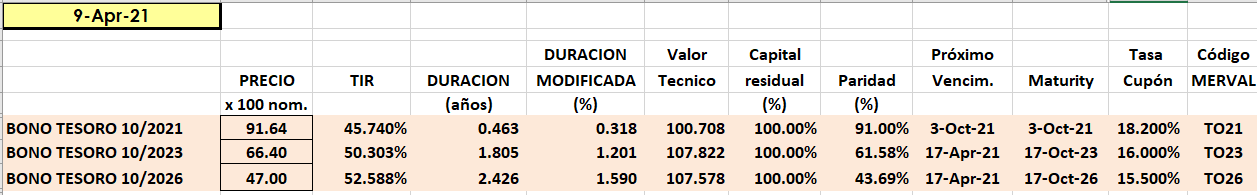 9-Apr-21
DURACION Valor Capital Próximo Tasa Código
PRECIO TIR DURACION MODIFICADA Tecnico residual Paridad Vencim. Maturity Cupón MERVAL
x 100 nom. (años) (%) (%) (%)
BONO TESORO 10/2021 91.64 45.740% 0.463 0.318 100.708 100.00% 91.00% 3-Oct-21 3-Oct-21 18.200% TO21
BONO TESORO 10/2023 66.40 50.303% 1.805 1.201 107.822 100.00% 61.58% 17-Apr-21 17-Oct-23 16.000% TO23
BONO TESORO 10/2026 47.00 52.588% 2.426 1.590 107.578 100.00% 43.69% 17-Apr-21 17-Oct-26 15.500% TO26